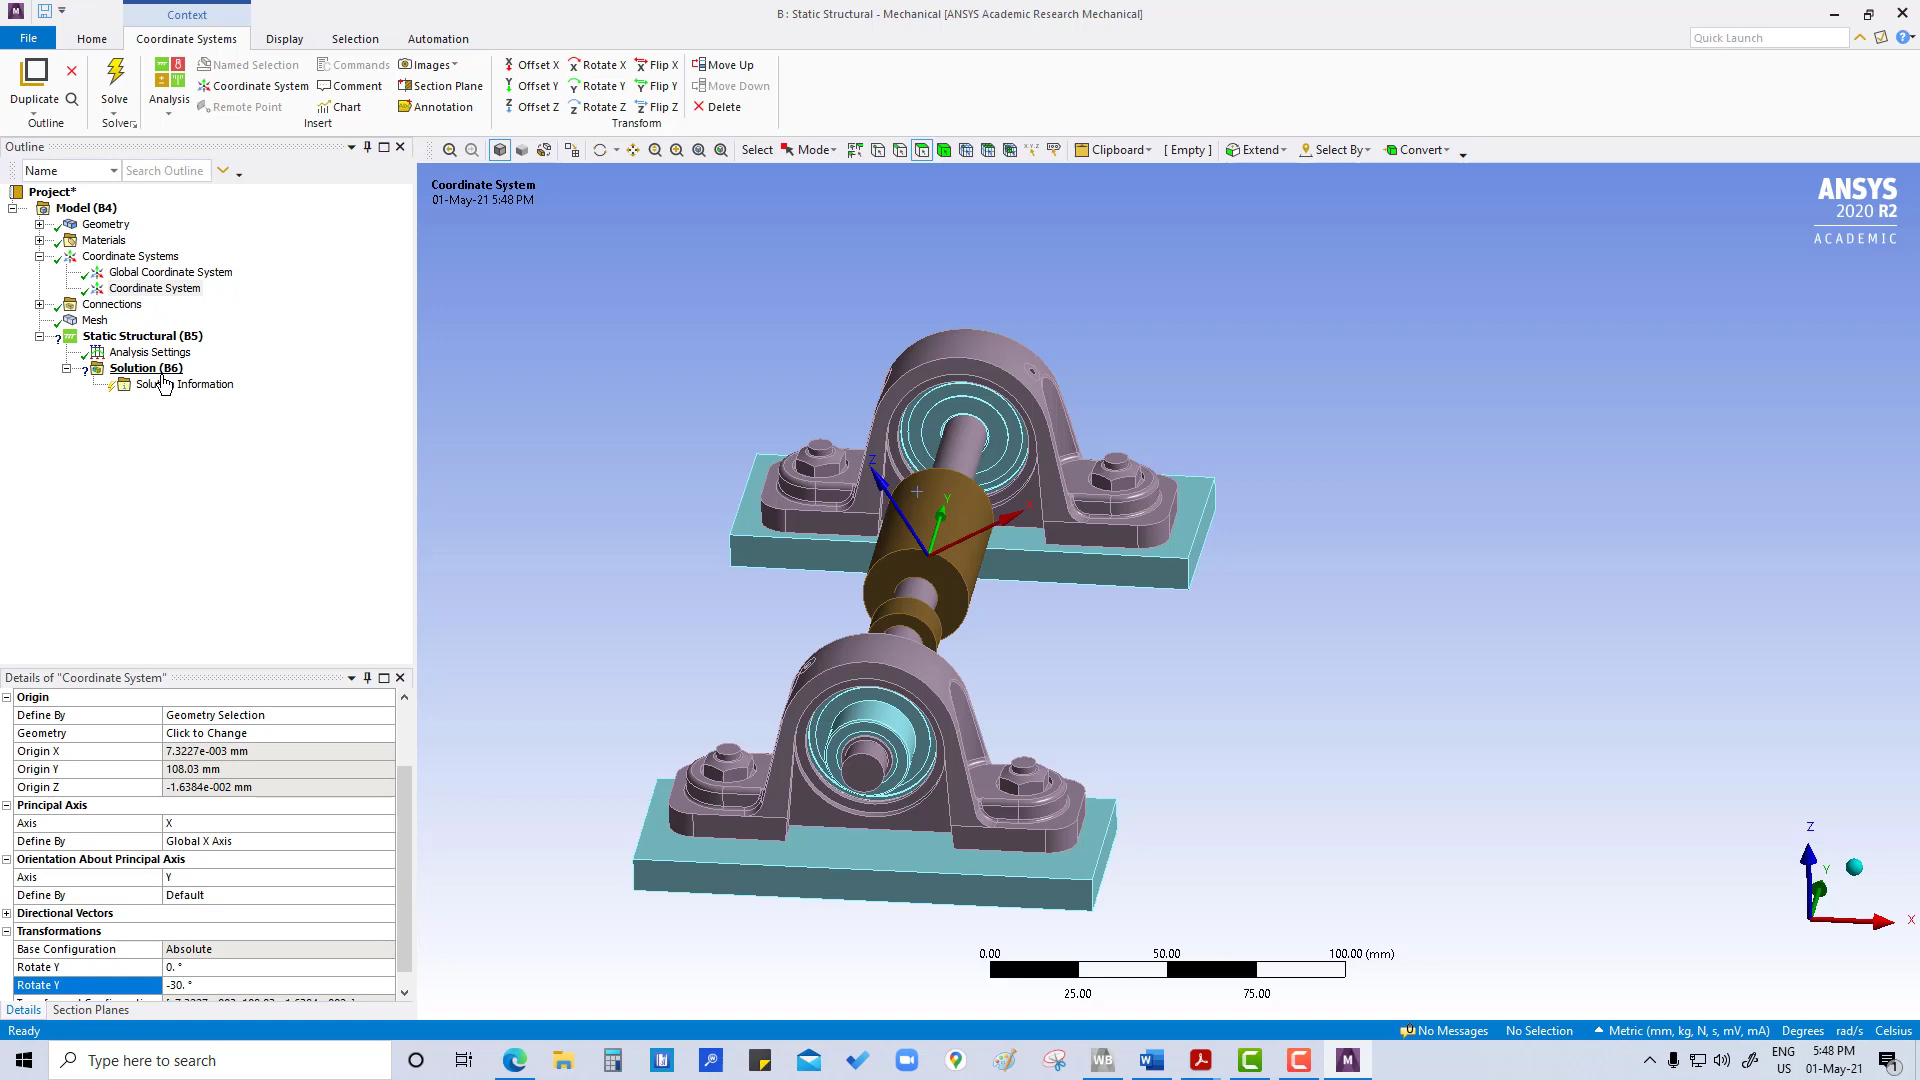 Context
B : Static Structural - Mechanical [ANSYS Academic Research Mechanical]
File
Home
Coordinate Systems
Display
Selection
Automation
Quick Launch
Duplicate
Outline
Solve
Solver
Analysis
Named Selection
Commands
Images
Coordinate System
Comment
Section Plane
Remote Point
Chart
Annotation
Insert
Offset X
Rotate X
Flip X
Move Up
Offset Y
Rotate Y
Flip Y
Move Down
Offset Z
Rotate Z
Flip Z
Delete
Transform
Outline
Select
Mode
Clipboard
[ Empty ]
Extend
Select By
Convert
Name
Search Outline
Project*
Model (B4)
Geometry
Materials
Coordinate Systems
Global Coordinate System
Coordinate System
Connections
Mesh
Static Structural (B5)
Analysis Settings
Solution (B6)
Information
Coordinate System
01-May-21 5:48 PM
ANSYS
2020 R2
ACADEMIC
Z
Y
X
Details of "Coordinate System"
Origin
Define By Geometry Selection
Geometry Click to Change
Origin X 7.3227e-003 mm
Origin Y 108.03 mm
Origin Z -1.6384e-002 mm
Principal Axis
Axis X
Define By Global X Axis
Orientation About Principal Axis
Axis Y
Define By Default
Directional Vectors
Transformations
Base Configuration Absolute
Rotate Y 0. °
Rotate Y -30. °
Details
Section Planes
Z
Y
X
0.00 50.00 100.00 (mm)
25.00 75.00
Ready
No Messages
No Selection
Metric (mm, kg, N, s, mV, mA)
Degrees
rad/s
Celsius
Type here to search
WB
W
M
ENG
US
5:48 PM
01-May-21
1